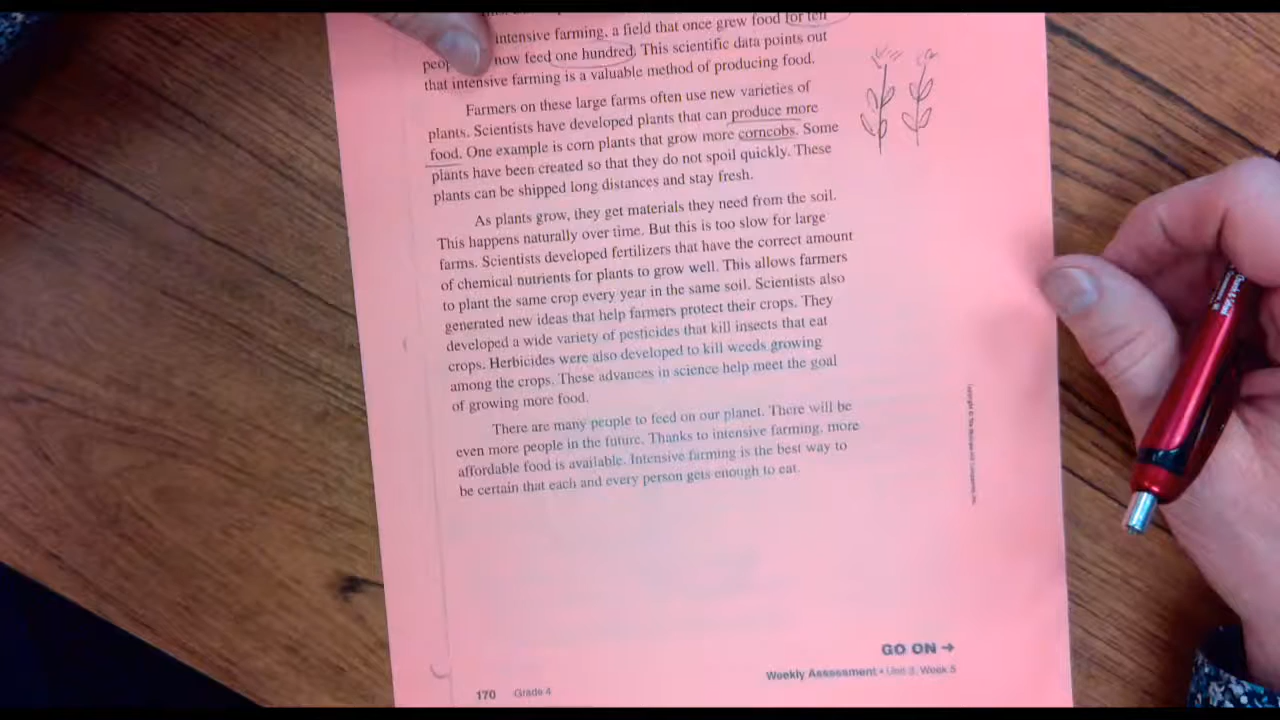 intensive farming, a field that once grew food for ten
now feed one hundred. This scientific data points out
that intensive farming is a valuable method of producing food.
Farmers on these large farms often use new varieties of
plants. Scientists have developed plants that can produce more
food. One example is corn plants that grow more corncobs. Some
plants have been created so that they do not spoil quickly. These
plants can be shipped long distances and stay fresh.
As plants grow, they get materials they need from the soil.
This happens naturally over time. But this is too slow for large
farms. Scientists developed fertilizers that have the correct amount
of chemical nutrients for plants to grow well. This allows farmers
to plant the same crop every year in the same soil. Scientists also
generated new ideas that help farmers protect their crops. They
developed a wide variety of pesticides that kill insects that eat
crops. Herbicides were also developed to kill weeds growing
among the crops. These advances in science help meet the goal
of growing more food.
There are many people to feed on our planet. There will be
even more people in the future. Thanks to intensive farming, more
affordable food is available. Intensive farming is the best way to
be certain that each and every person gets enough to eat.
GO ON →
Weekly Assessment • Unit 3, Week 5
170 Grade 4